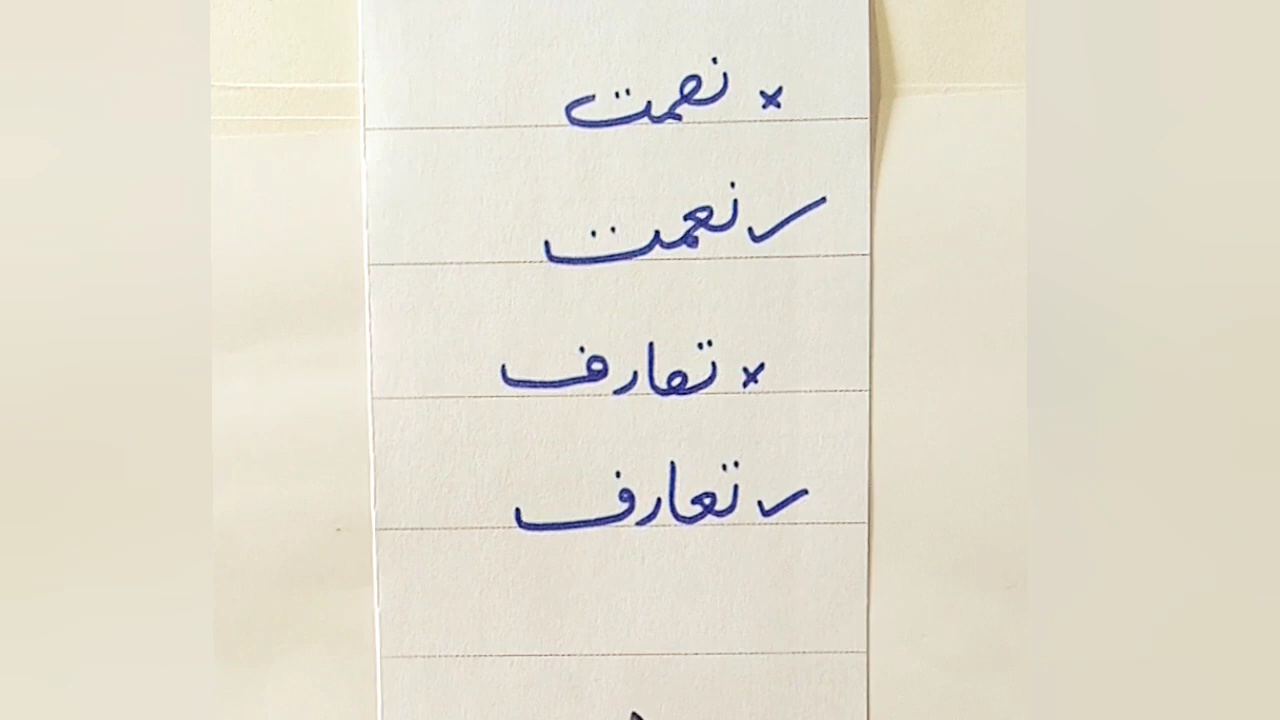 × نعمت
✓ نعمت
× تعارف
✓ تعارف